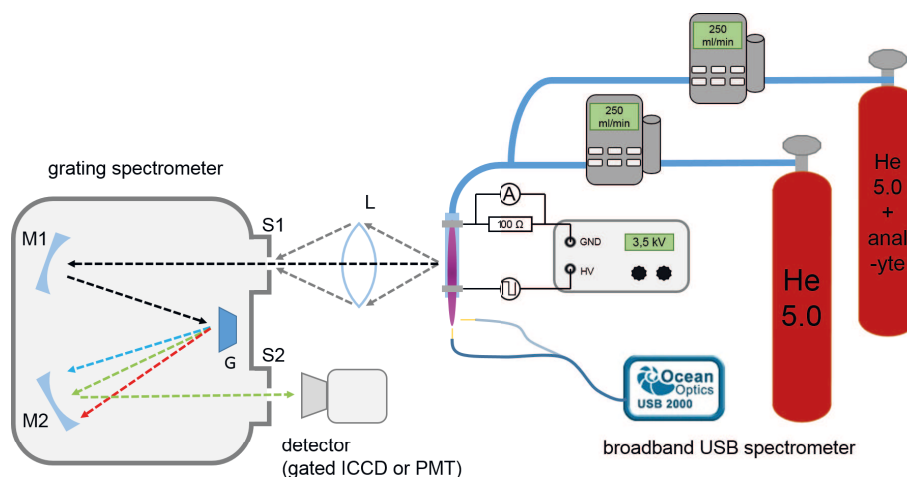 250
ml/min
250
ml/min
He
5.0
+
anal
-yte
grating spectrometer
S1
L
A
100 Ω
GND
3,5 kV
HV
M1
He
5.0
G
S2
M2
Ocean
Optics
USB 2000
detector
(gated ICCD or PMT)
broadband USB spectrometer